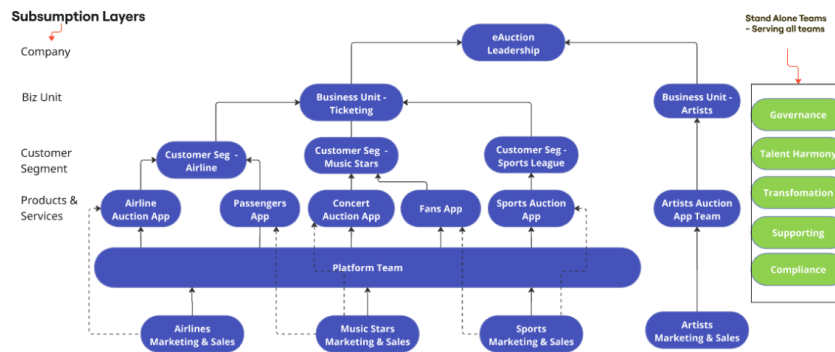 Subsumption Layers
Stand Alone Teams
- Serving all teams
Company
eAuction
Leadership
Biz Unit
Business Unit -
Ticketing
Business Unit -
Artists
Governance
Customer
Segment
Customer Seg -
Airline
Customer Seg -
Music Stars
Customer Seg -
Sports League
Talent Harmony
Products &
Services
Airline
Auction App
Passengers
App
Concert
Auction App
Fans App
Sports Auction
App
Artists Auction
App Team
Transfomation
Supporting
Platform Team
Compliance
Airlines
Marketing & Sales
Music Stars
Marketing & Sales
Sports
Marketing & Sales
Artists
Marketing & Sales